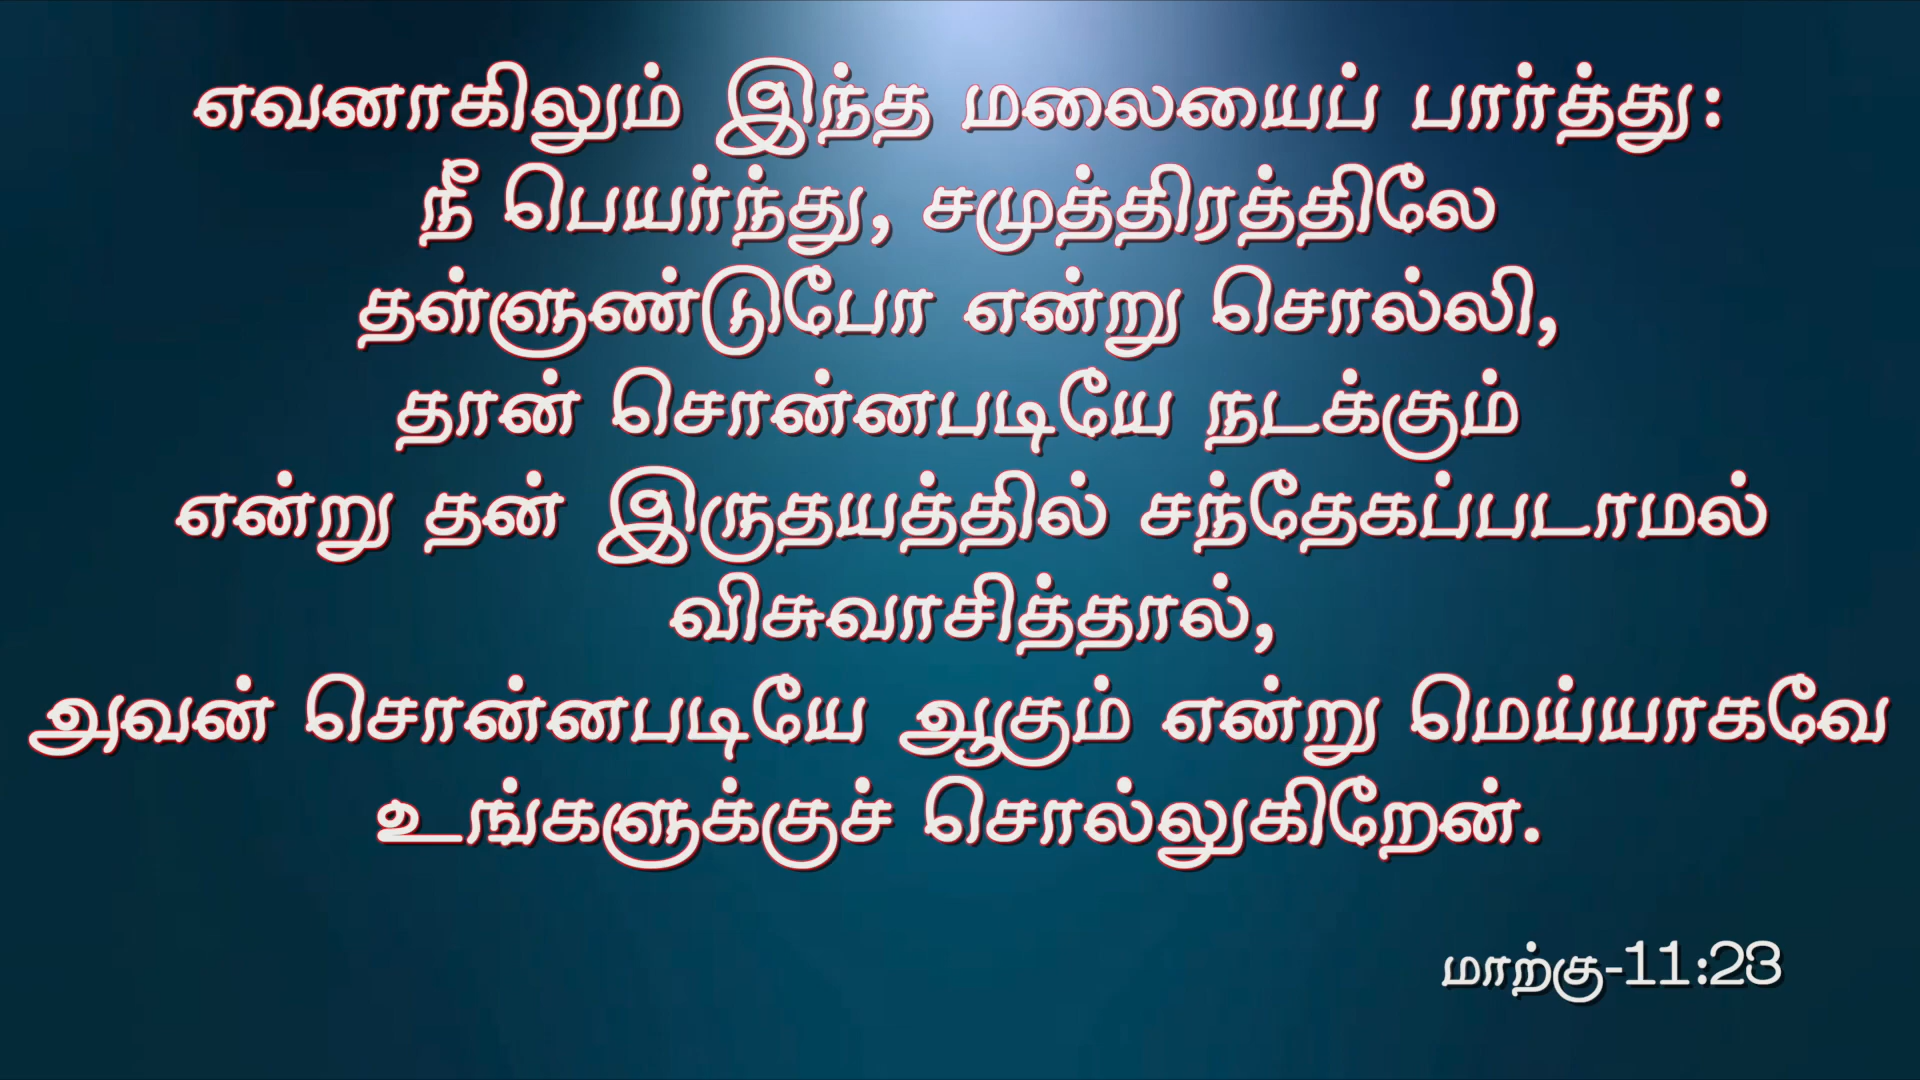 எவனாகிலும் இந்த மலையைப் பார்த்து:
நீ பெயர்ந்து, சமுத்திரத்திலே
தள்ளுண்டுபோ என்று சொல்லி,
தான் சொன்னபடியே நடக்கும்
என்று தன் இருதயத்தில் சந்தேகப்படாமல்
விசுவாசித்தால்,
அவன் சொன்னபடியே ஆகும் என்று மெய்யாகவே
உங்களுக்குச் சொல்லுகிறேன்.
மாற்கு-11:23